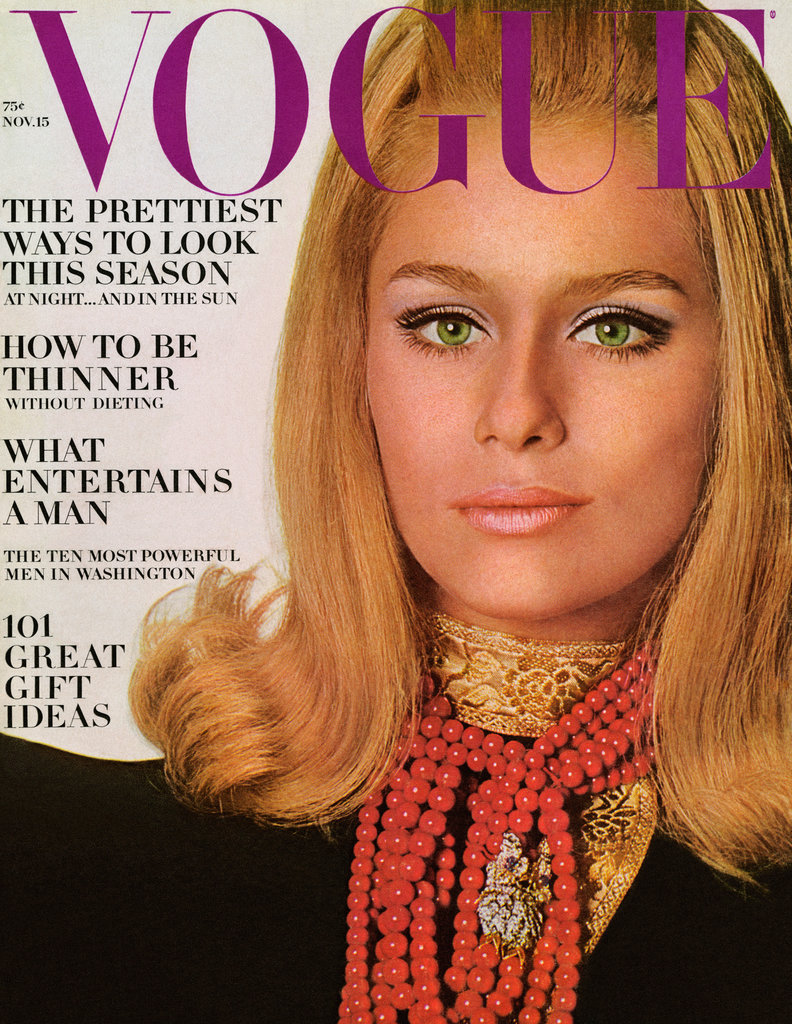 VOGUE
75¢
NOV.15
THE PRETTIEST
WAYS TO LOOK
THIS SEASON
AT NIGHT...AND IN THE SUN
HOW TO BE
THINNER
WITHOUT DIETING
WHAT
ENTERTAINS
A MAN
THE TEN MOST POWERFUL
MEN IN WASHINGTON
101
GREAT
GIFT
IDEAS